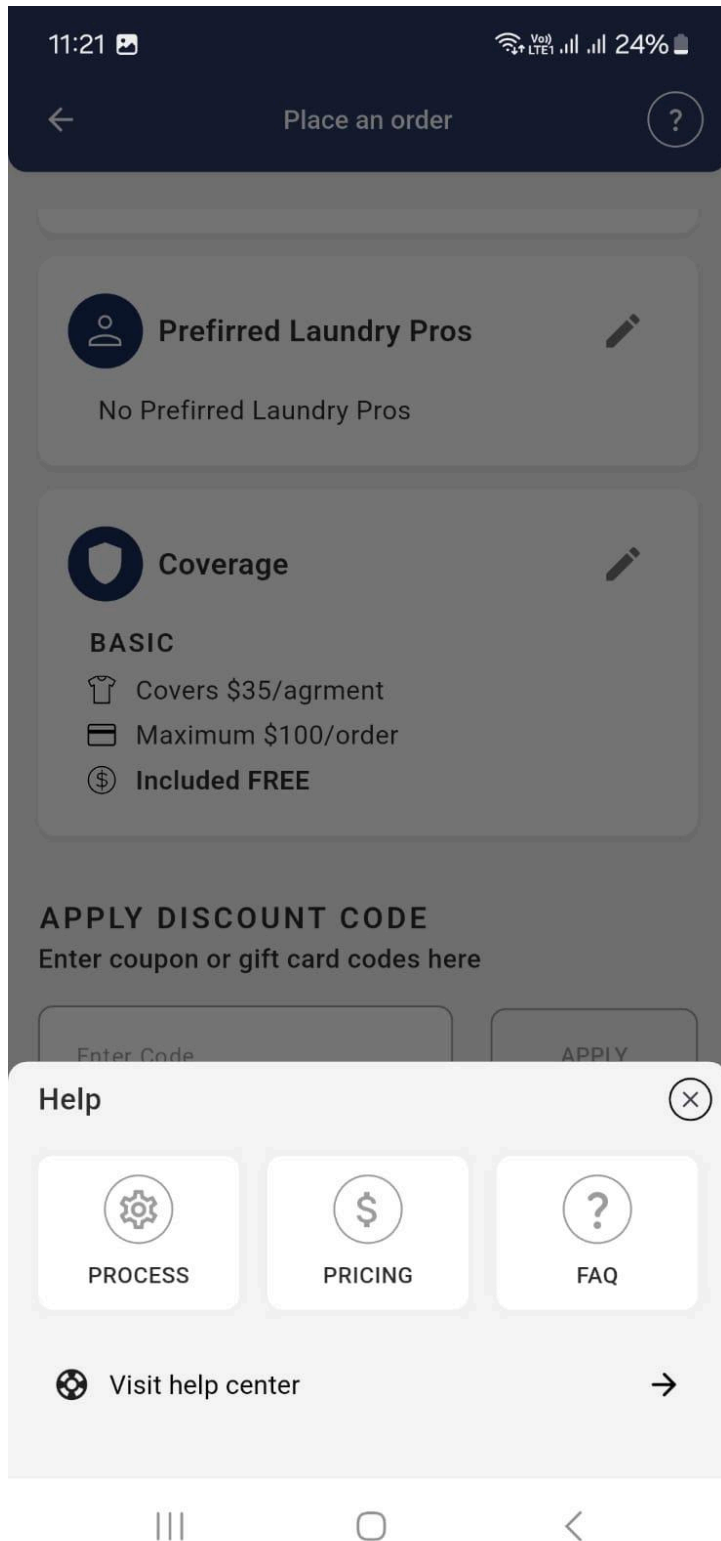 11:21
Vo))
LTE1
24%
Place an order
?
Prefirred Laundry Pros
No Prefirred Laundry Pros
Coverage
BASIC
Covers $35/agrment
Maximum $100/order
$ Included FREE
APPLY DISCOUNT CODE
Enter coupon or gift card codes here
Enter Code
APPLY
Help
$
?
PROCESS
PRICING
FAQ
Visit help center